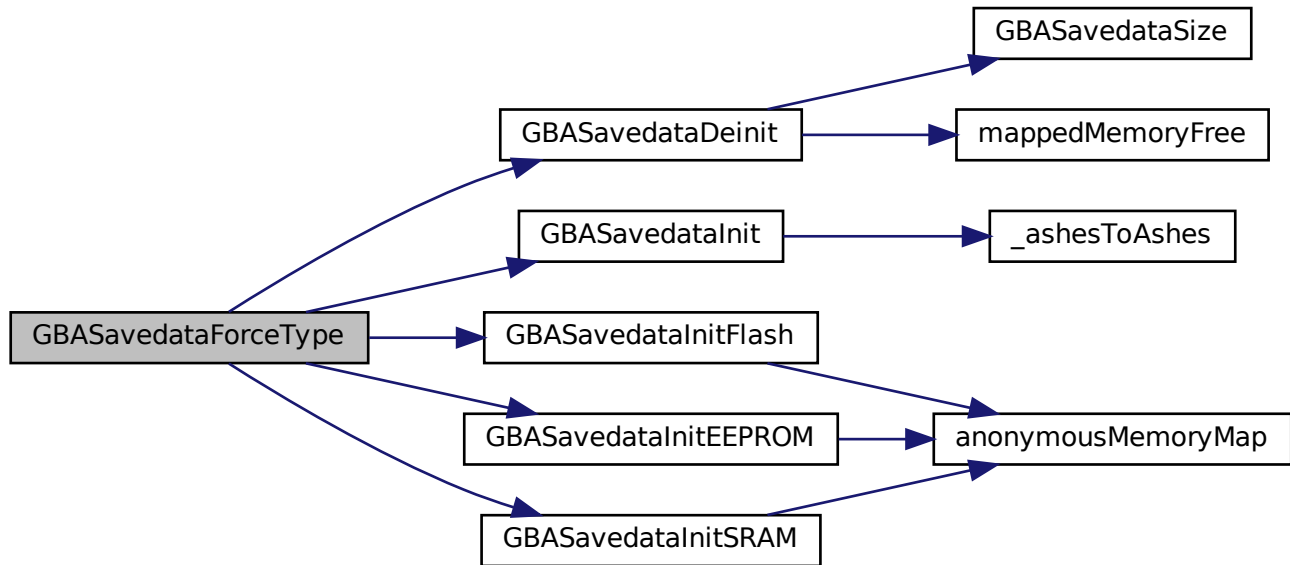 GBASavedataSize
GBASavedataDeinit
mappedMemoryFree
GBASavedataInit
_ashesToAshes
GBASavedataForceType
GBASavedataInitFlash
GBASavedataInitEEPROM
anonymousMemoryMap
GBASavedataInitSRAM